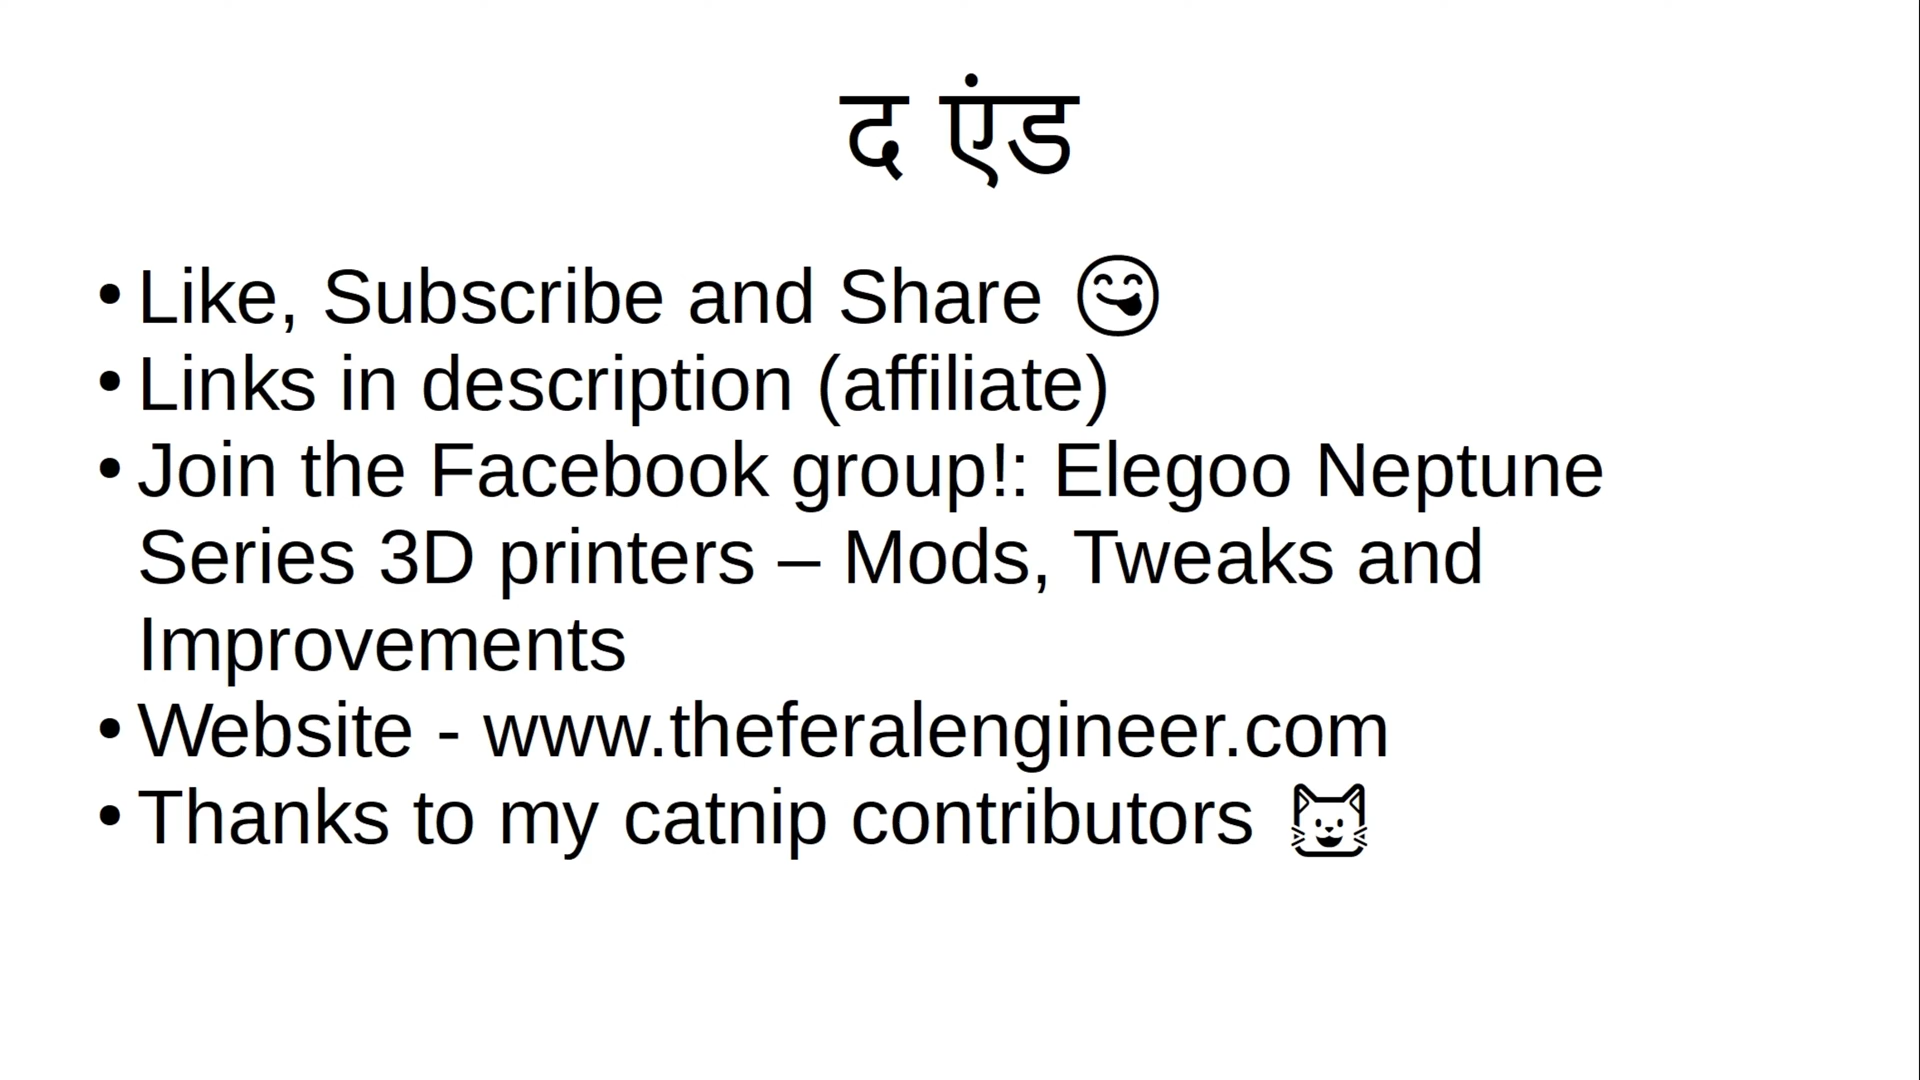 द एंड
• Like, Subscribe and Share 😋
• Links in description (affiliate)
• Join the Facebook group!: Elegoo Neptune
Series 3D printers – Mods, Tweaks and
Improvements
• Website - www.theferalengineer.com
• Thanks to my catnip contributors 😺